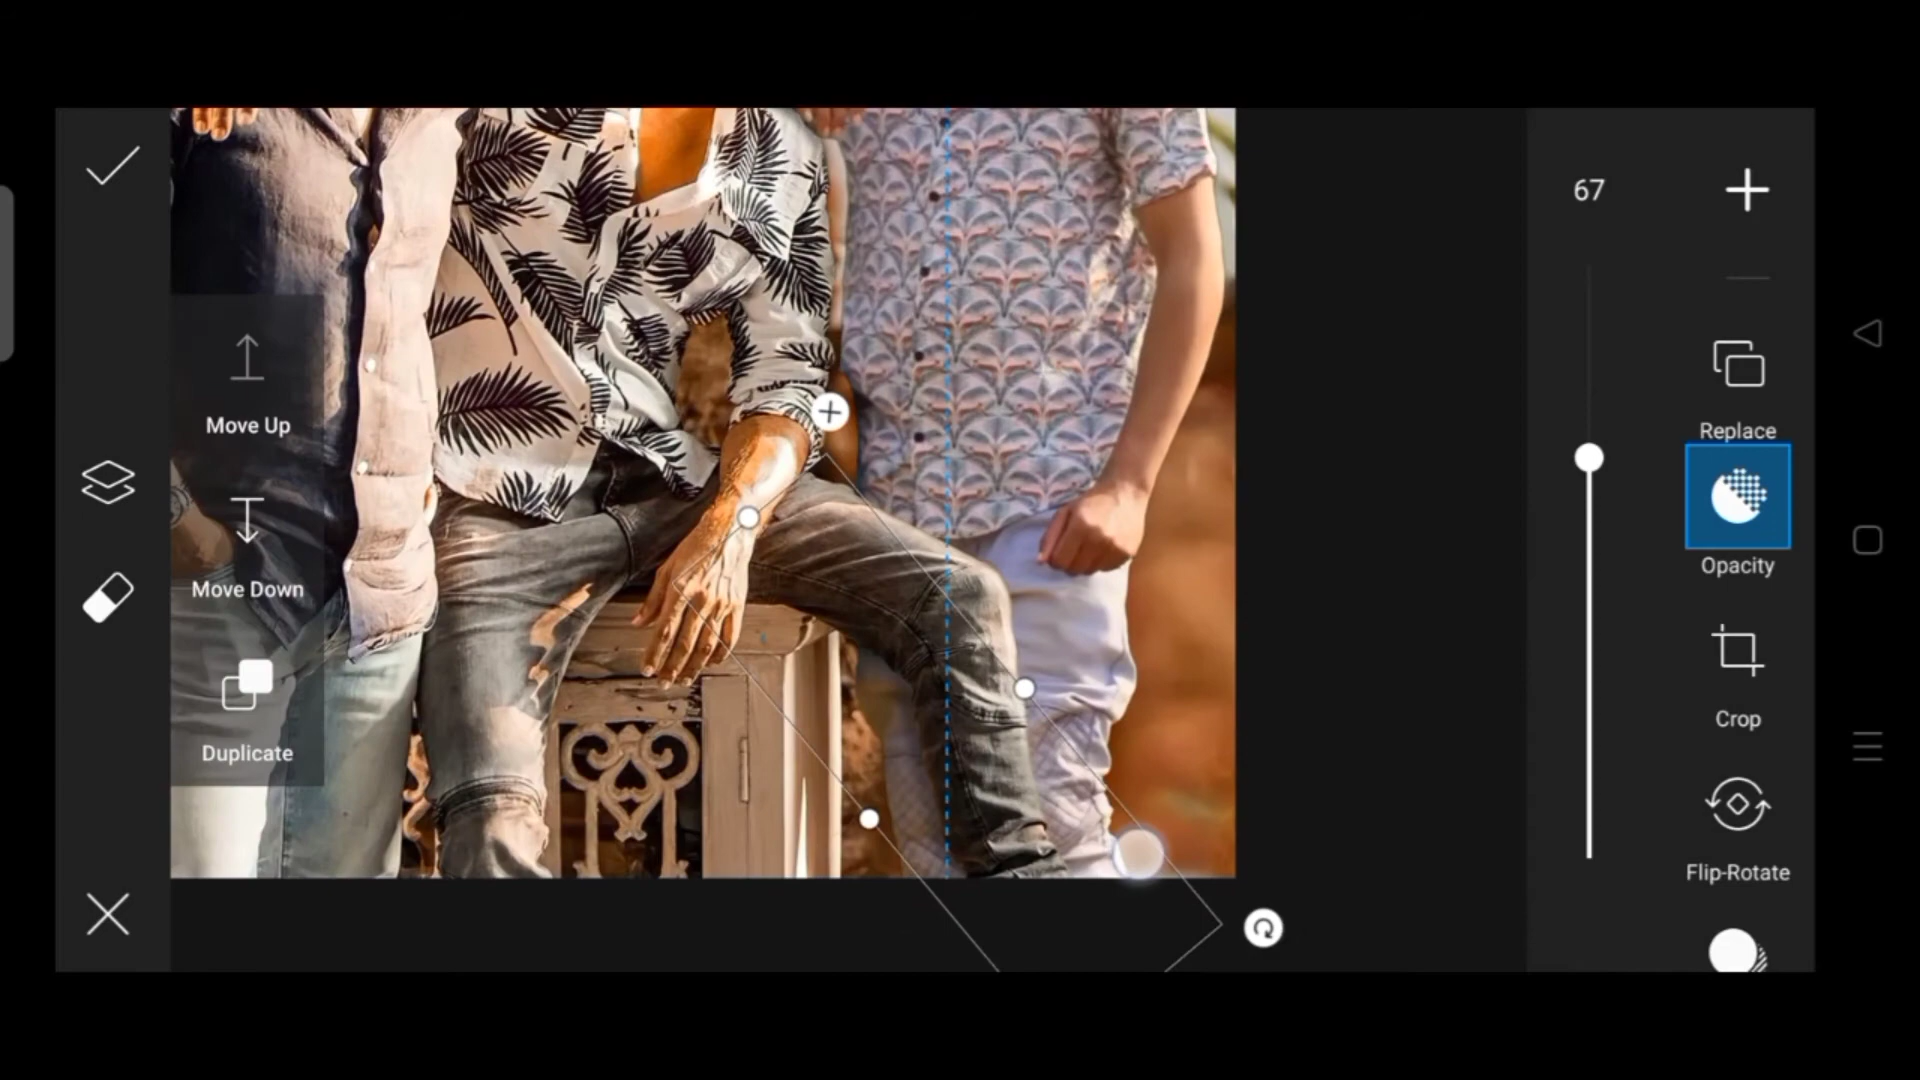 67
Move Up
Replace
Opacity
Move Down
Crop
Duplicate
Flip-Rotate